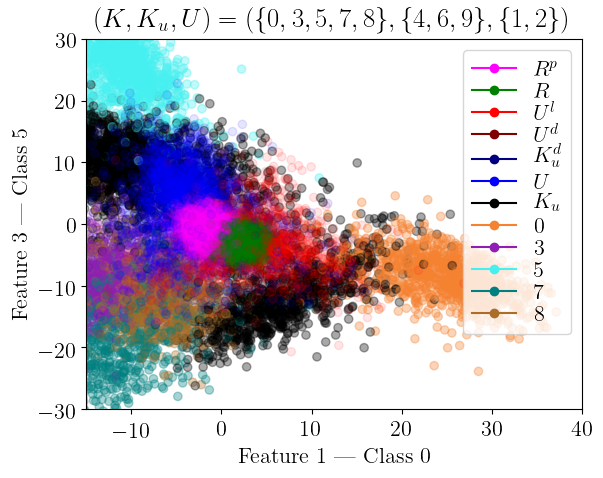 (K, K_u, U) = ({0, 3, 5, 7, 8}, {4, 6, 9}, {1, 2})
30
20
10
0
−10
−20
−30
Feature 3 — Class 5
−10
0
10
20
30
40
Feature 1 — Class 0
R^p
R
U^l
U^d
K_u^d
U
K_u
0
3
5
7
8